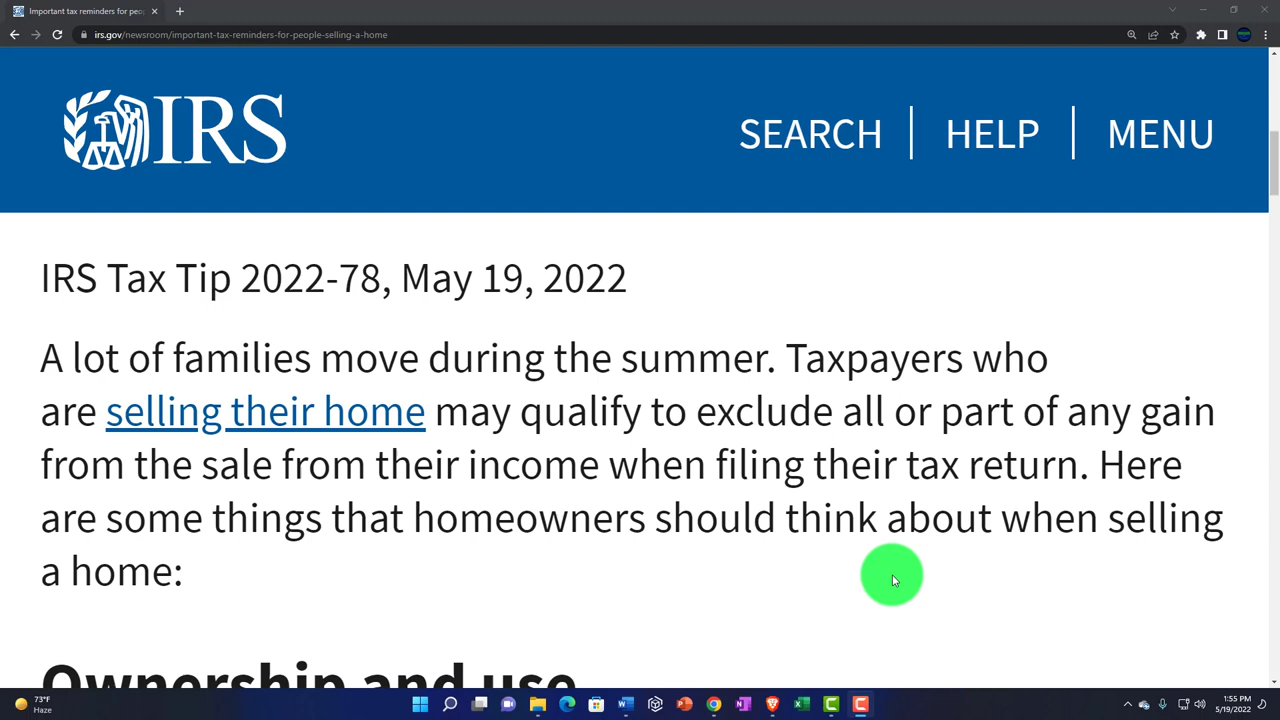 Important tax reminders for peo
irs.gov/newsroom/important-tax-reminders-for-people-selling-a-home
IRS
SEARCH
HELP
MENU
IRS Tax Tip 2022-78, May 19, 2022
A lot of families move during the summer. Taxpayers who
are selling their home may qualify to exclude all or part of any gain
from the sale from their income when filing their tax return. Here
are some things that homeowners should think about when selling
a home:
Ownership and use
73°F
Haze
1:55 PM
5/19/2022